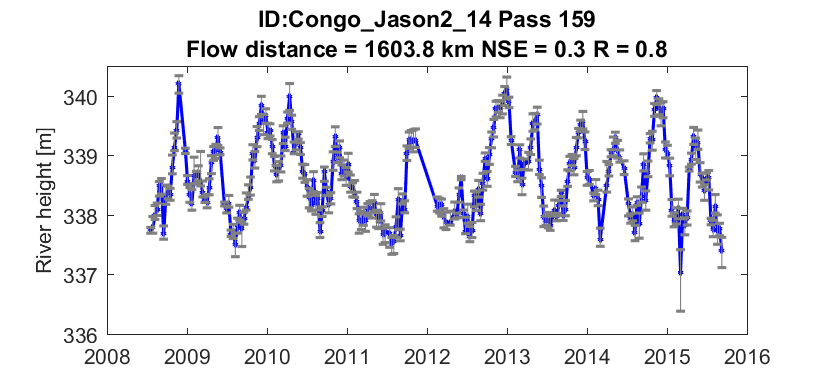 ID:Congo_Jason2_14 Pass 159
Flow distance = 1603.8 km NSE = 0.3 R = 0.8
River height [m]
340
339
338
337
336
2008 2009 2010 2011 2012 2013 2014 2015 2016